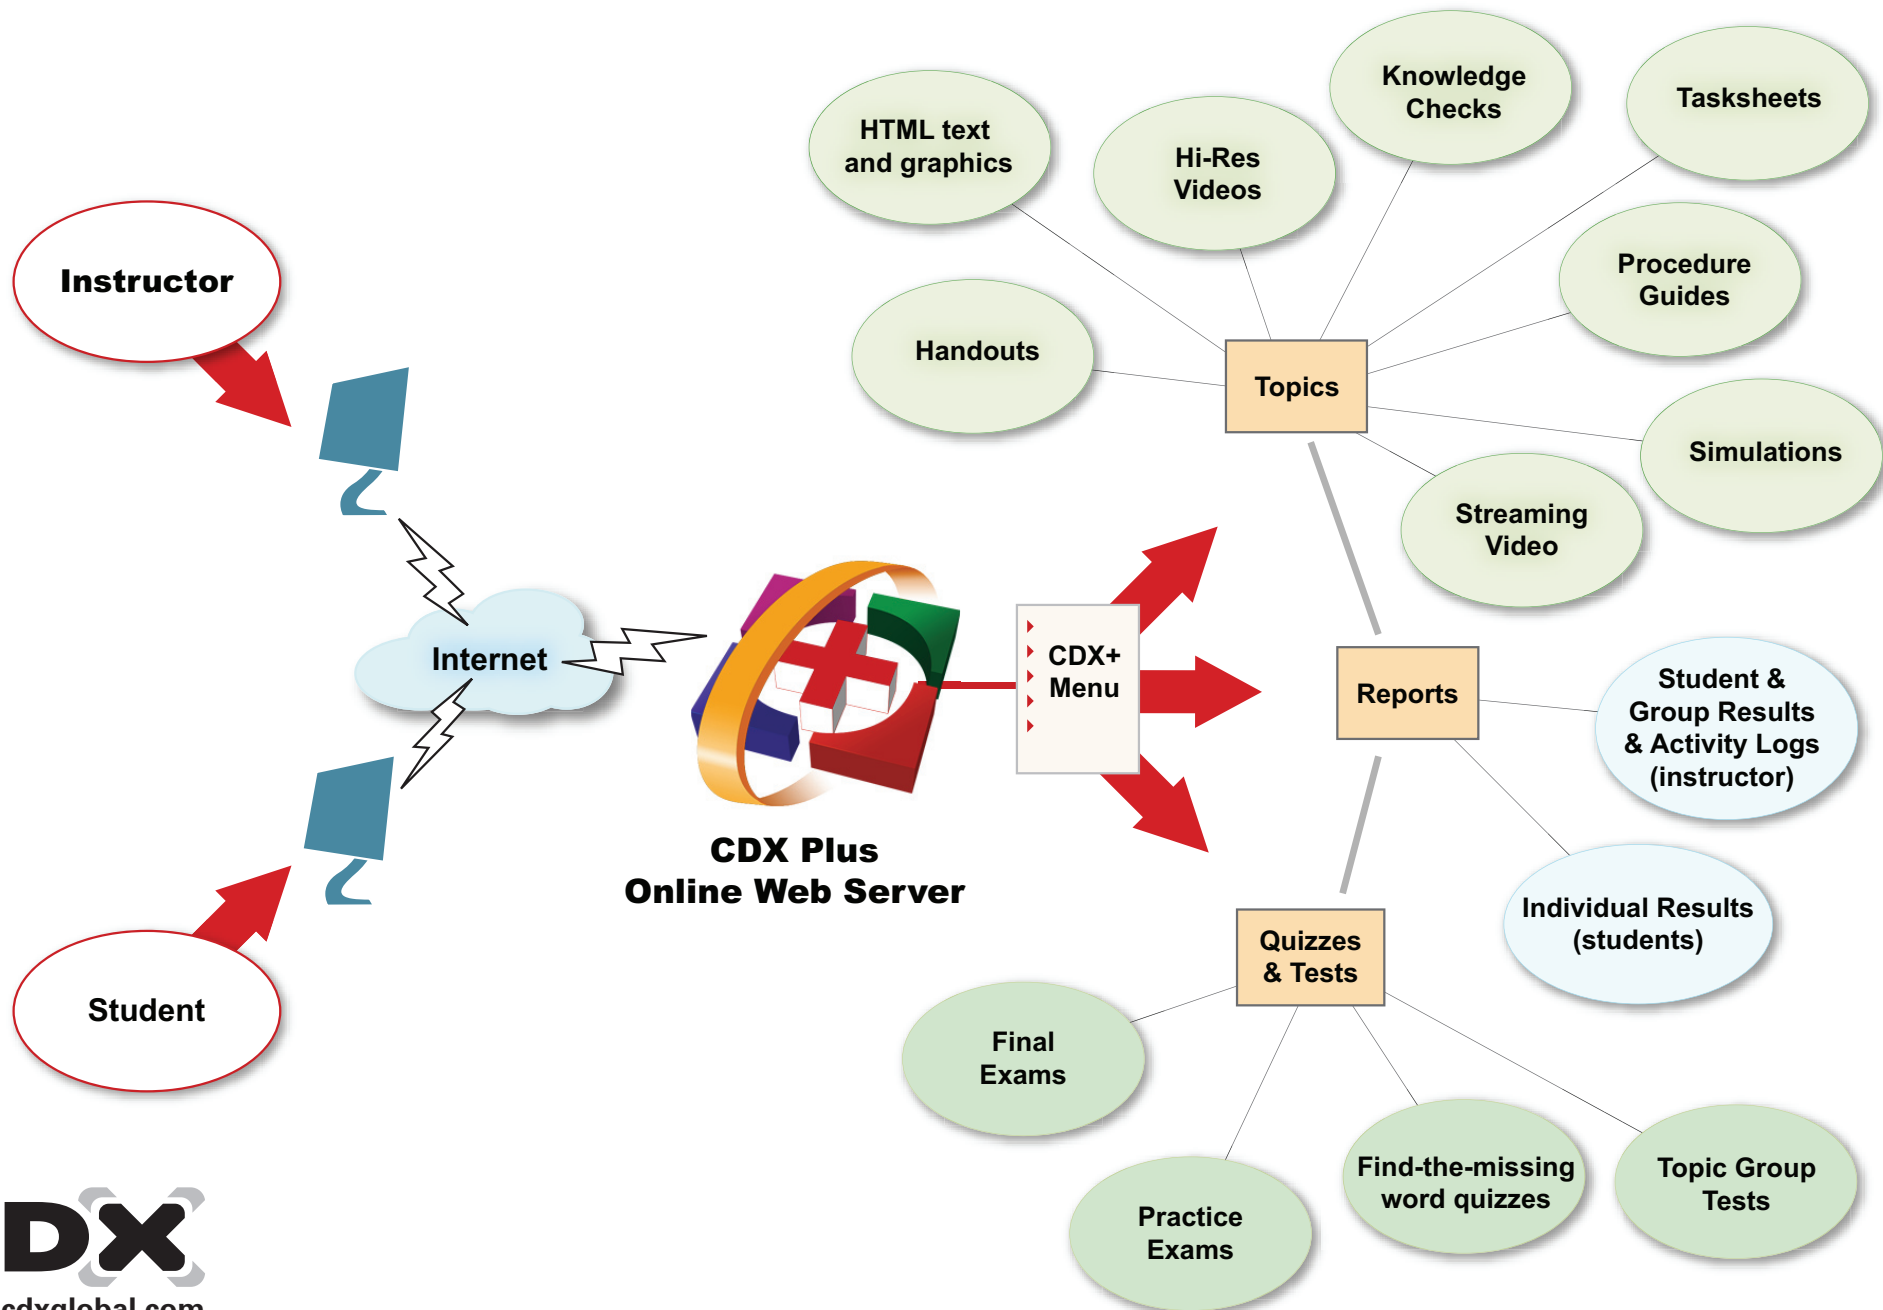 Knowledge
Checks
Tasksheets
HTML text
and graphics
Hi-Res
Videos
Instructor
Procedure
Guides
Handouts
Topics
Simulations
Streaming
Video
Internet
CDX+
Menu
Reports
Student &
Group Results
& Activity Logs
(instructor)
CDX Plus
Online Web Server
Individual Results
(students)
Quizzes
& Tests
Student
Final
Exams
Find-the-missing
word quizzes
Topic Group
Tests
Practice
Exams
DX
cdxglobal.com